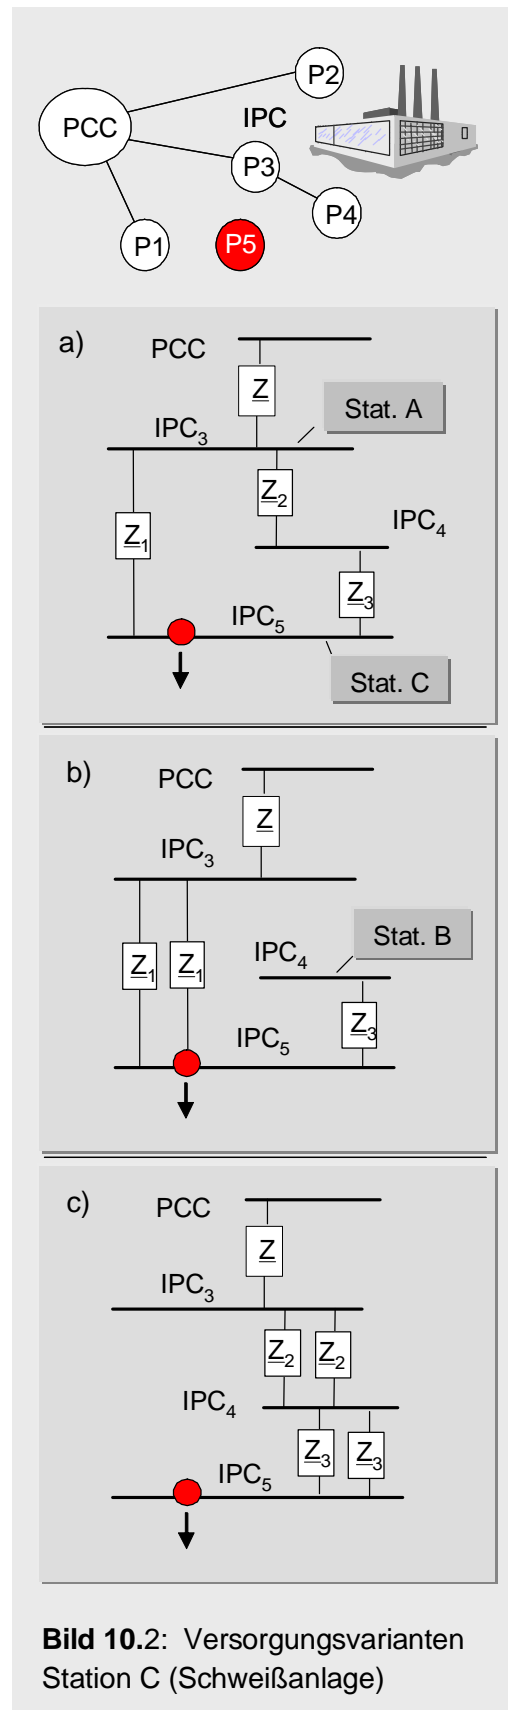 P2
PCC
IPC
P3
P4
P1
P5
a)
PCC
Z
Stat. A
IPC3
Z2
Z1
IPC4
Z3
IPC5
Stat. C
b)
PCC
Z
IPC3
Stat. B
Z1 Z1
IPC4
Z3
IPC5
c)
PCC
Z
IPC3
Z2 Z2
IPC4
Z3 Z3
IPC5
Bild 10.2: Versorgungsvarianten
Station C (Schweißanlage)